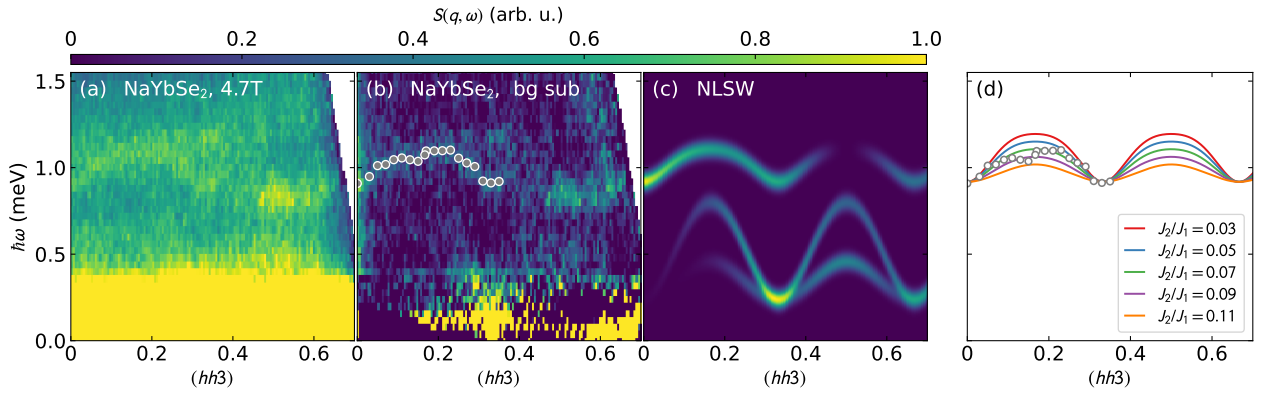 S(q, ω) (arb. u.)
0 0.2 0.4 0.6 0.8 1.0
(a) NaYbSe₂, 4.7T
(b) NaYbSe₂, bg sub
(c) NLSW
(d)
ħω (meV)
1.5
1.0
0.5
0.0
J₂/J₁ = 0.03
J₂/J₁ = 0.05
J₂/J₁ = 0.07
J₂/J₁ = 0.09
J₂/J₁ = 0.11
0 0.2 0.4 0.6 0 0.2 0.4 0.6 0 0.2 0.4 0.6 0 0.2 0.4 0.6
(hh3) (hh3) (hh3) (hh3)